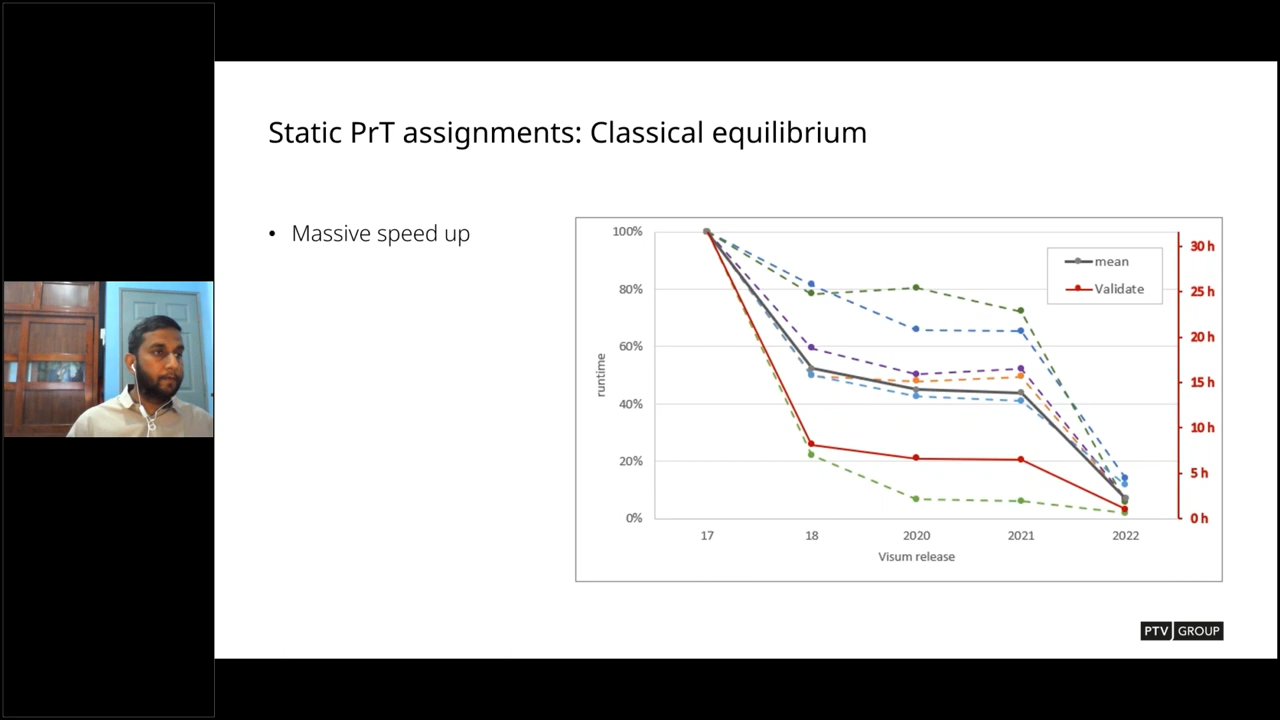 Static PrT assignments: Classical equilibrium
• Massive speed up
100%
80%
60%
40%
20%
0%
runtime
17
18
2020
2021
2022
Visum release
mean
Validate
30 h
25 h
20 h
15 h
10 h
5 h
0 h
PTV GROUP